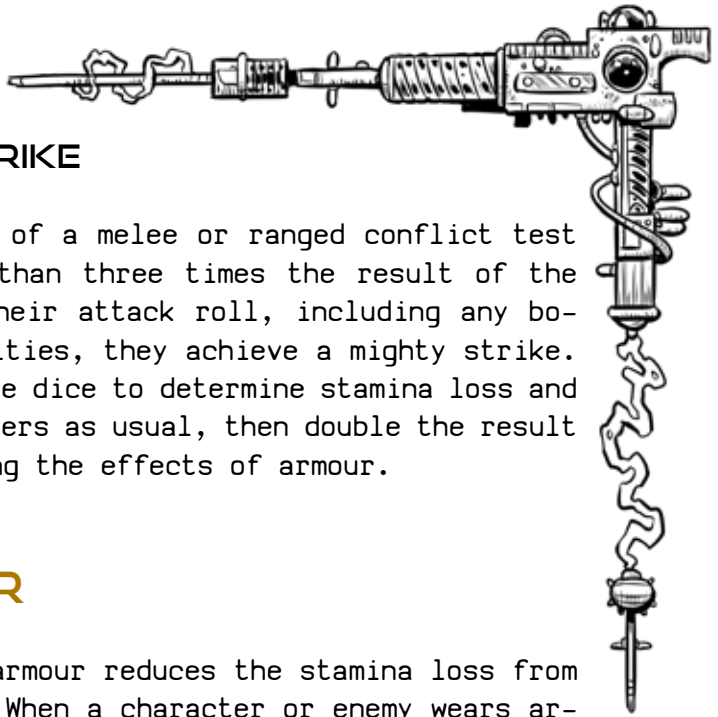 RIKE
of a melee or ranged conflict test
than three times the result of the
heir attack roll, including any bo-
lities, they achieve a mighty strike.
e dice to determine stamina loss and
ers as usual, then double the result
ng the effects of armour.
R
armour reduces the stamina loss from
When a character or enemy wears ar-